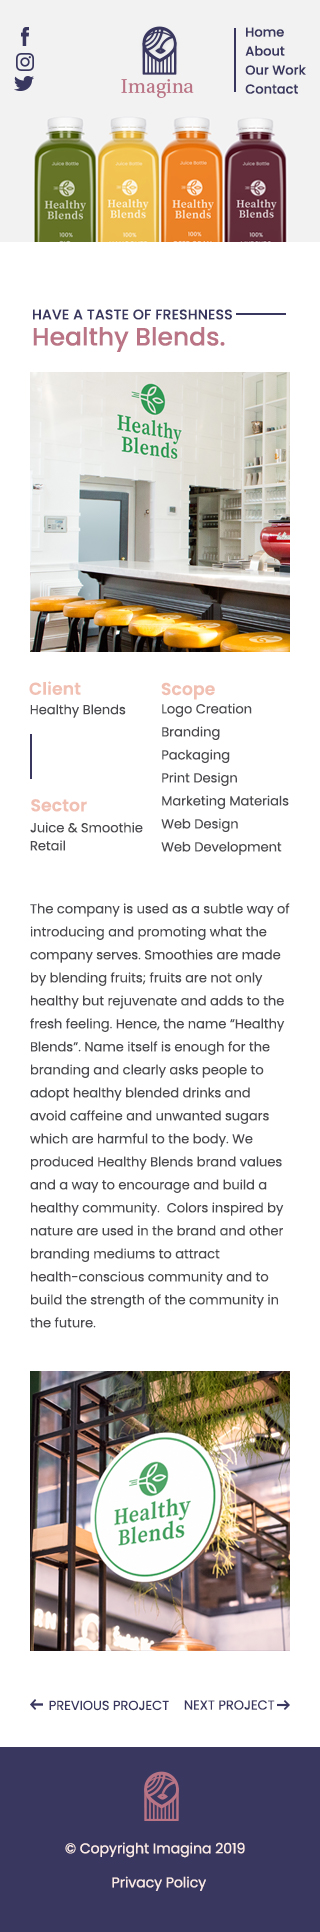 Home
About
Our Work
Contact
Imagina
Juice Bottle
Juice Bottle
Juice Bottle
Juice Bottle
Healthy
Blends
Healthy
Blends
Healthy
Blends
Healthy
Blends
100%
100%
100%
100%
HAVE A TASTE OF FRESHNESS
Healthy Blends.
Healthy
Blends
Client
Healthy Blends
Sector
Juice & Smoothie
Retail
Scope
Logo Creation
Branding
Packaging
Print Design
Marketing Materials
Web Design
Web Development
The company is used as a subtle way of
introducing and promoting what the
company serves. Smoothies are made
by blending fruits; fruits are not only
healthy but rejuvenate and adds to the
fresh feeling. Hence, the name “Healthy
Blends”. Name itself is enough for the
branding and clearly asks people to
adopt healthy blended drinks and
avoid caffeine and unwanted sugars
which are harmful to the body. We
produced Healthy Blends brand values
and a way to encourage and build a
healthy community.  Colors inspired by
nature are used in the brand and other
branding mediums to attract
health-conscious community and to
build the strength of the community in
the future.
Healthy
Blends
PREVIOUS PROJECT
NEXT PROJECT
© Copyright Imagina 2019
Privacy Policy